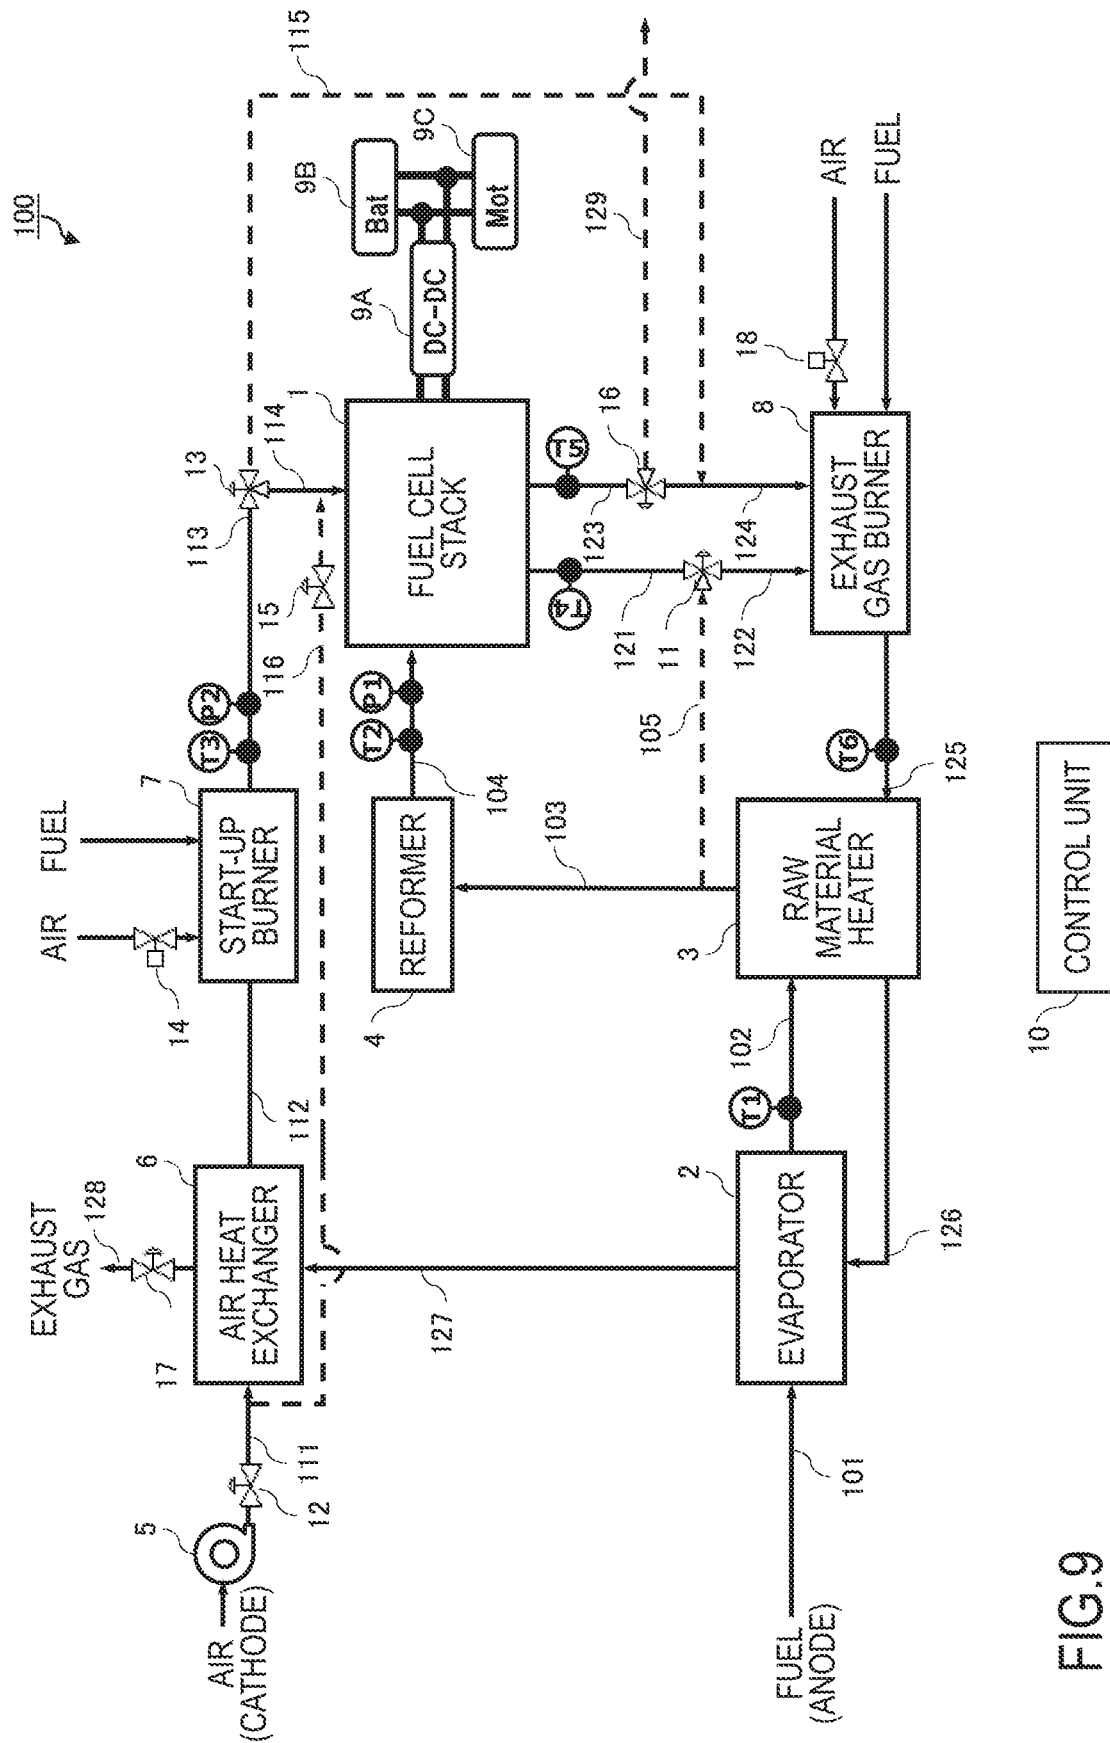 100
115
EXHAUST
GAS
128
17
AIR
FUEL
14
7
START-UP
BURNER
T3
P2
113
13
114
5
AIR
(CATHODE)
12
111
6
AIR HEAT
EXCHANGER
112
116
15
1
FUEL CELL
STACK
9A
DC-DC
9B
Bat
9C
Mot
4
REFORMER
104
T2
P1
103
105
T4
T5
121
123
11
16
129
122
124
127
FUEL
(ANODE)
101
2
EVAPORATOR
T1
102
3
RAW
MATERIAL
HEATER
126
125
T6
8
EXHAUST
GAS BURNER
18
AIR
FUEL
10
CONTROL UNIT
FIG.9